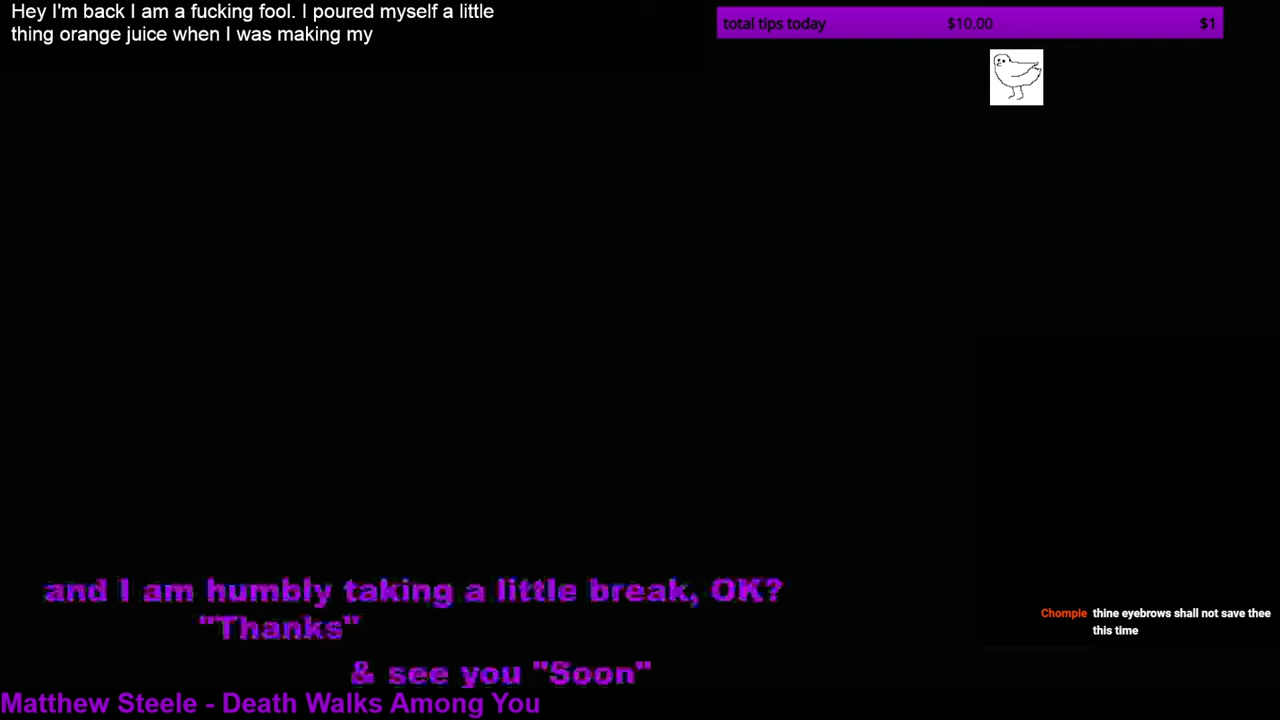 Hey I'm back I am a fucking fool. I poured myself a little
thing orange juice when I was making my
total tips today $10.00 $1
and I am humbly taking a little break, OK?
"Thanks"
Chomple thine eyebrows shall not save thee
this time
& see you "Soon"
Matthew Steele - Death Walks Among You